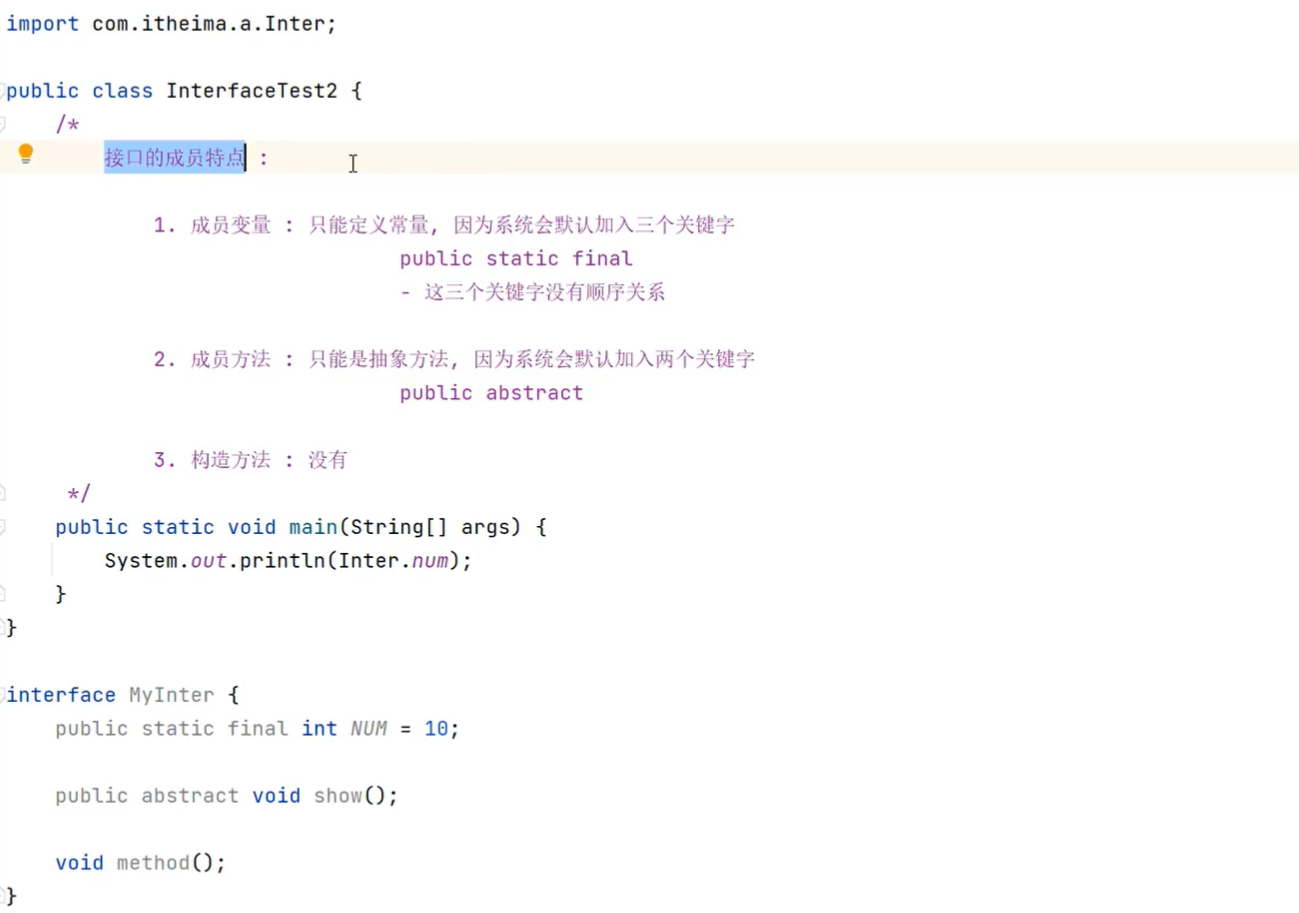 import com.itheima.a.Inter;
public class InterfaceTest2 {
/*
接口的成员特点 :
1. 成员变量 : 只能定义常量, 因为系统会默认加入三个关键字
public static final
- 这三个关键字没有顺序关系
2. 成员方法 : 只能是抽象方法, 因为系统会默认加入两个关键字
public abstract
3. 构造方法 : 没有
*/
public static void main(String[] args) {
System.out.println(Inter.num);
}
}
interface MyInter {
public static final int NUM = 10;
public abstract void show();
void method();
}